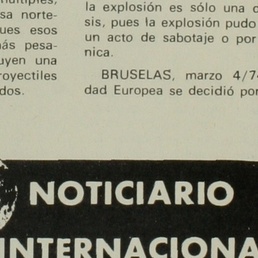 múltiples,
sa norte-
ues esos
más pesa-
uyen una
royectiles
dos.
la explosión es sólo una
sis, pues la explosión pudo
un acto de sabotaje o por
nica.
BRUSELAS, marzo 4/74
dad Europea se decidió por
NOTICIARIO
INTERNACIONA